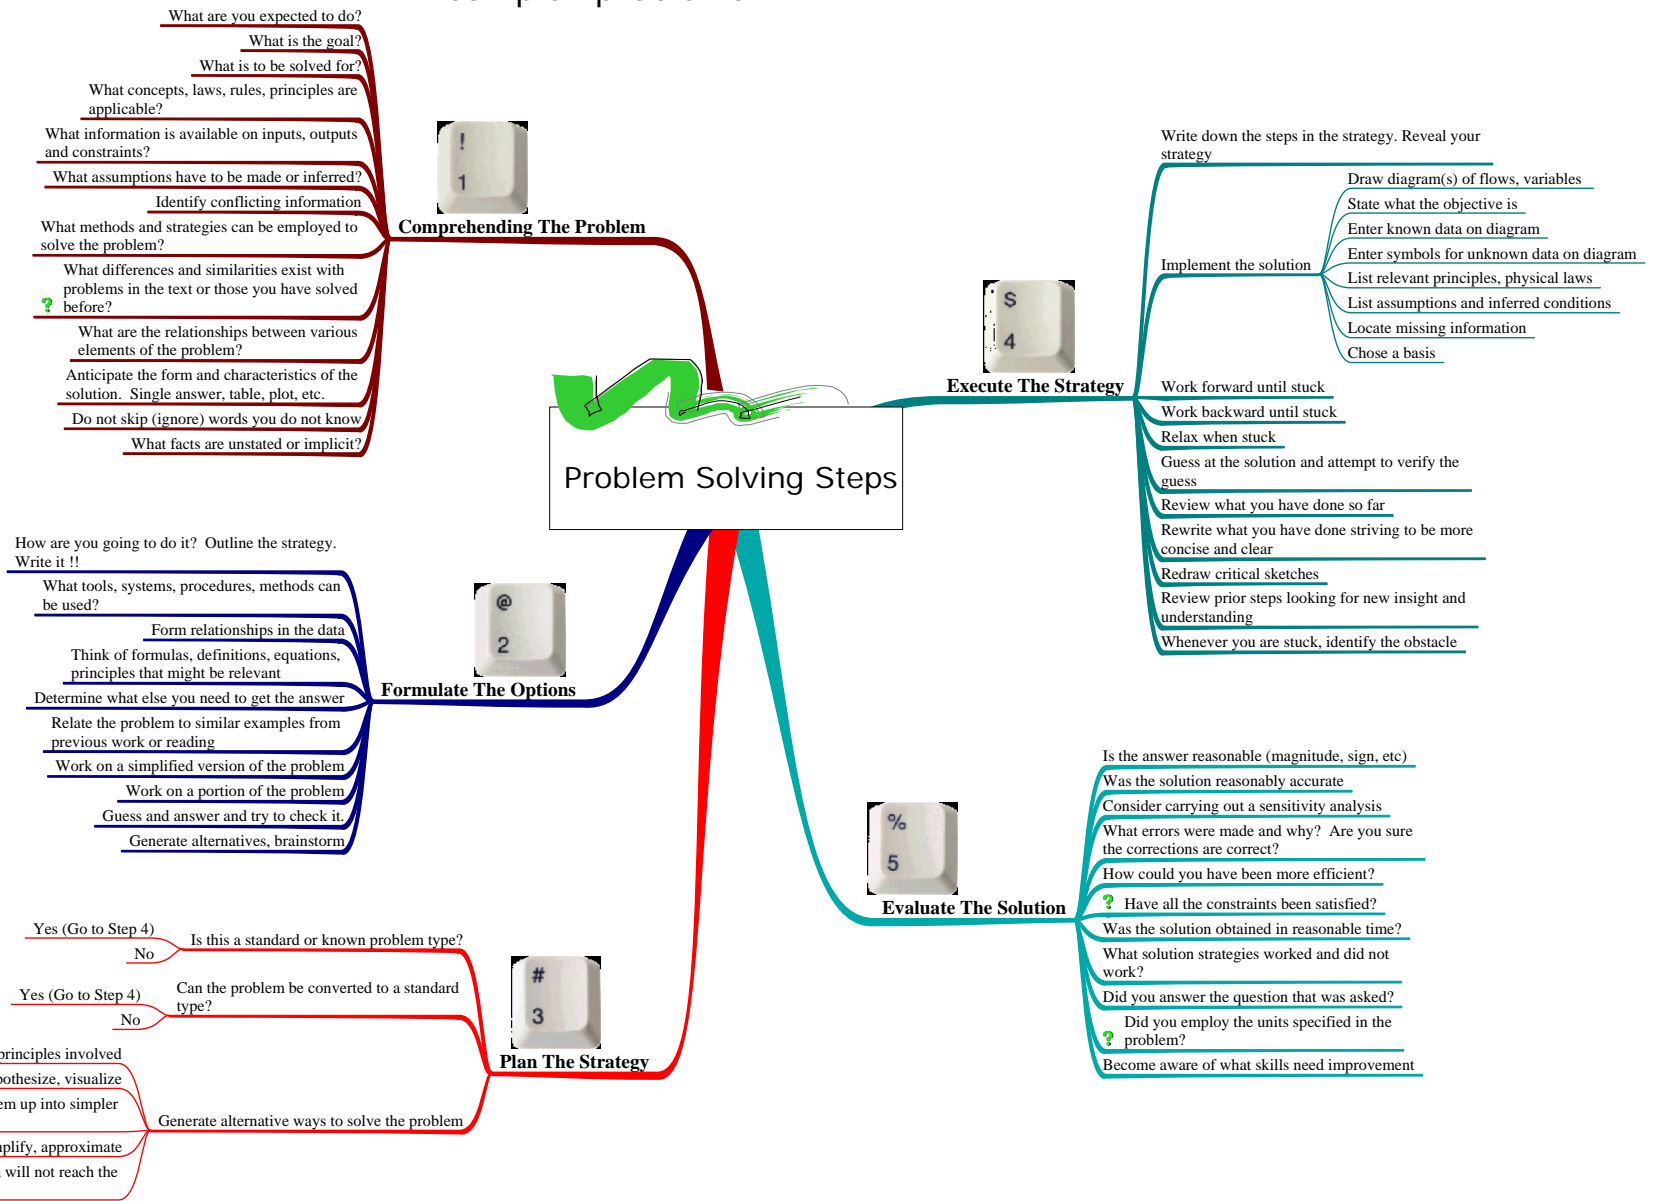 What are you expected to do?
What is the goal?
What is to be solved for?
What concepts, laws, rules, principles are
applicable?
What information is available on inputs, outputs
and constraints?
What assumptions have to be made or inferred?
Identify conflicting information
What methods and strategies can be employed to
solve the problem?
What differences and similarities exist with
problems in the text or those you have solved
? before?
What are the relationships between various
elements of the problem?
Anticipate the form and characteristics of the
solution. Single answer, table, plot, etc.
Do not skip (ignore) words you do not know
What facts are unstated or implicit?
!
1
Comprehending The Problem
Problem Solving Steps
How are you going to do it? Outline the strategy.
Write it !!
What tools, systems, procedures, methods can
be used?
Form relationships in the data
Think of formulas, definitions, equations,
principles that might be relevant
Determine what else you need to get the answer
Relate the problem to similar examples from
previous work or reading
Work on a simplified version of the problem
Work on a portion of the problem
Guess and answer and try to check it.
Generate alternatives, brainstorm
@
2
Formulate The Options
Yes (Go to Step 4)
No
Is this a standard or known problem type?
Yes (Go to Step 4)
No
Can the problem be converted to a standard
type?
principles involved
visualize
up into simpler
approximate
will not reach the
Generate alternative ways to solve the problem
#
3
Plan The Strategy
$
4
Execute The Strategy
Write down the steps in the strategy. Reveal your
strategy
Implement the solution
Draw diagram(s) of flows, variables
State what the objective is
Enter known data on diagram
Enter symbols for unknown data on diagram
List relevant principles, physical laws
List assumptions and inferred conditions
Locate missing information
Chose a basis
Work forward until stuck
Work backward until stuck
Relax when stuck
Guess at the solution and attempt to verify the
guess
Review what you have done so far
Rewrite what you have done striving to be more
concise and clear
Redraw critical sketches
Review prior steps looking for new insight and
understanding
Whenever you are stuck, identify the obstacle
%
5
Evaluate The Solution
Is the answer reasonable (magnitude, sign, etc)
Was the solution reasonably accurate
Consider carrying out a sensitivity analysis
What errors were made and why? Are you sure
the corrections are correct?
How could you have been more efficient?
? Have all the constraints been satisfied?
Was the solution obtained in reasonable time?
What solution strategies worked and did not
work?
Did you answer the question that was asked?
Did you employ the units specified in the
? problem?
Become aware of what skills need improvement